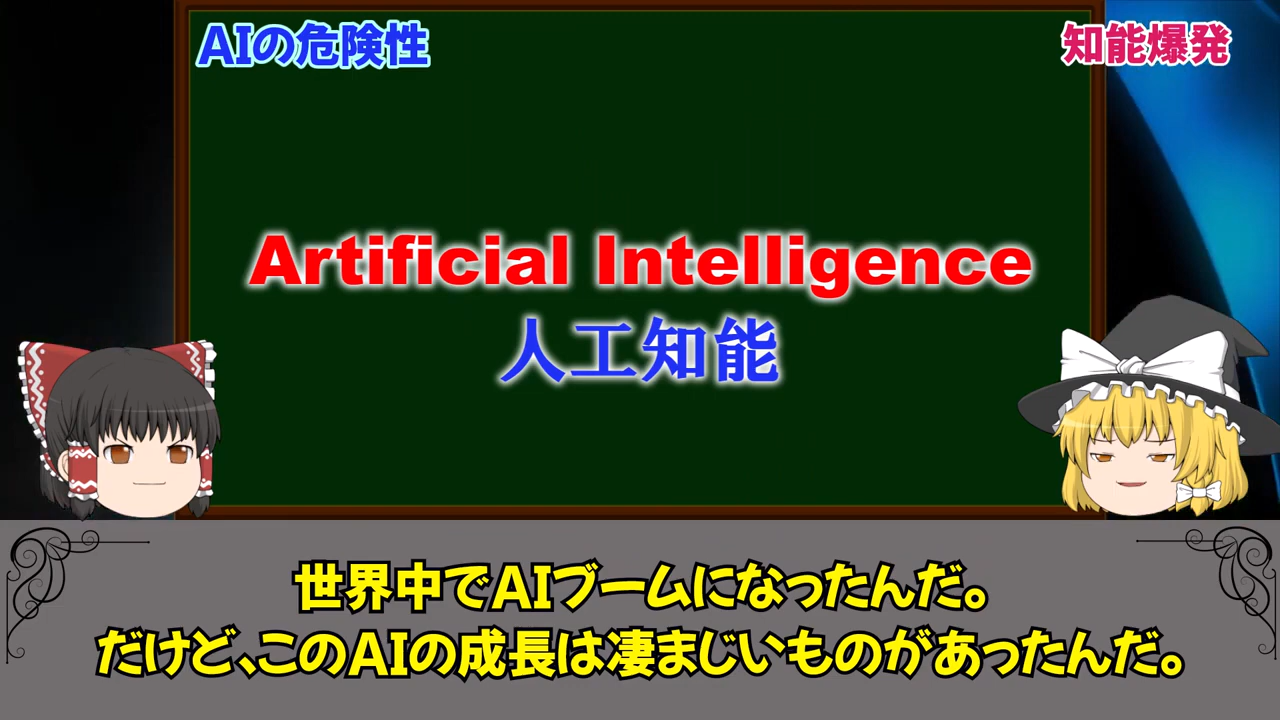 AIの危険性
知能爆発
Artificial Intelligence
人工知能
世界中でAIブームになったんだ。
だけど、このAIの成長は凄まじいものがあったんだ。